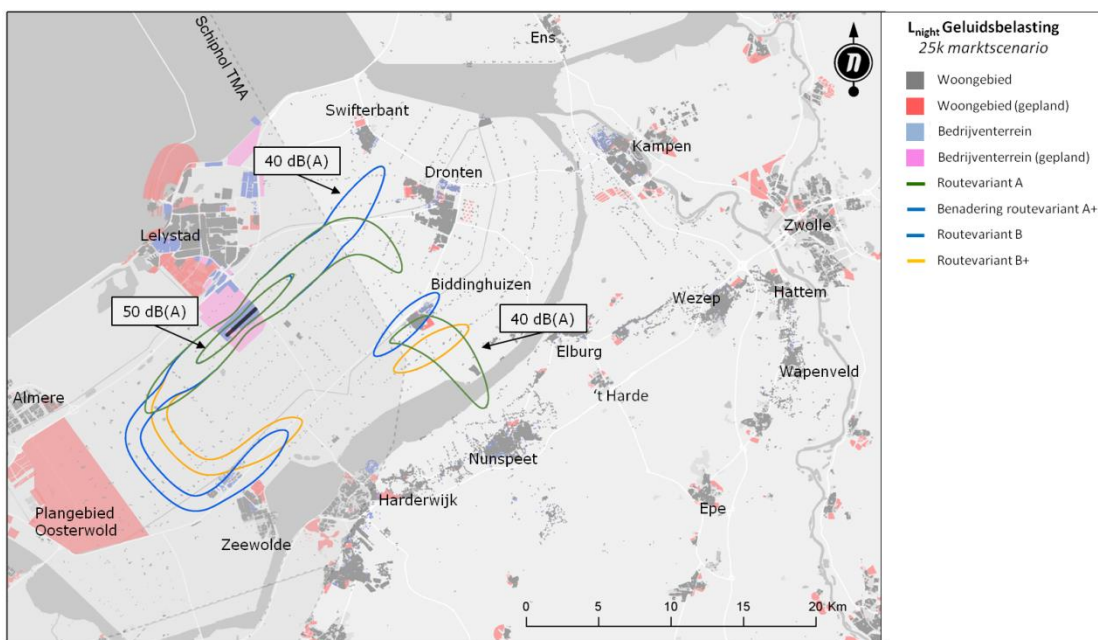 Ens
Schiphol TMA
Swifterbant
40 dB(A)
Kampen
Dronten
Zwolle
Lelystad
Biddinghuizen
Hattem
Wezep
50 dB(A)
40 dB(A)
Elburg
Wapenveld
't Harde
Almere
Nunspeet
Plangebied
Oosterwold
Harderwijk
Epe
Zeewolde
0 5 10 15 20 Km
n
Lnight Geluidsbelasting
25k marktscenario
Woongebied
Woongebied (gepland)
Bedrijventerrein
Bedrijventerrein (gepland)
Routevariant A
Benadering routevariant A+
Routevariant B
Routevariant B+